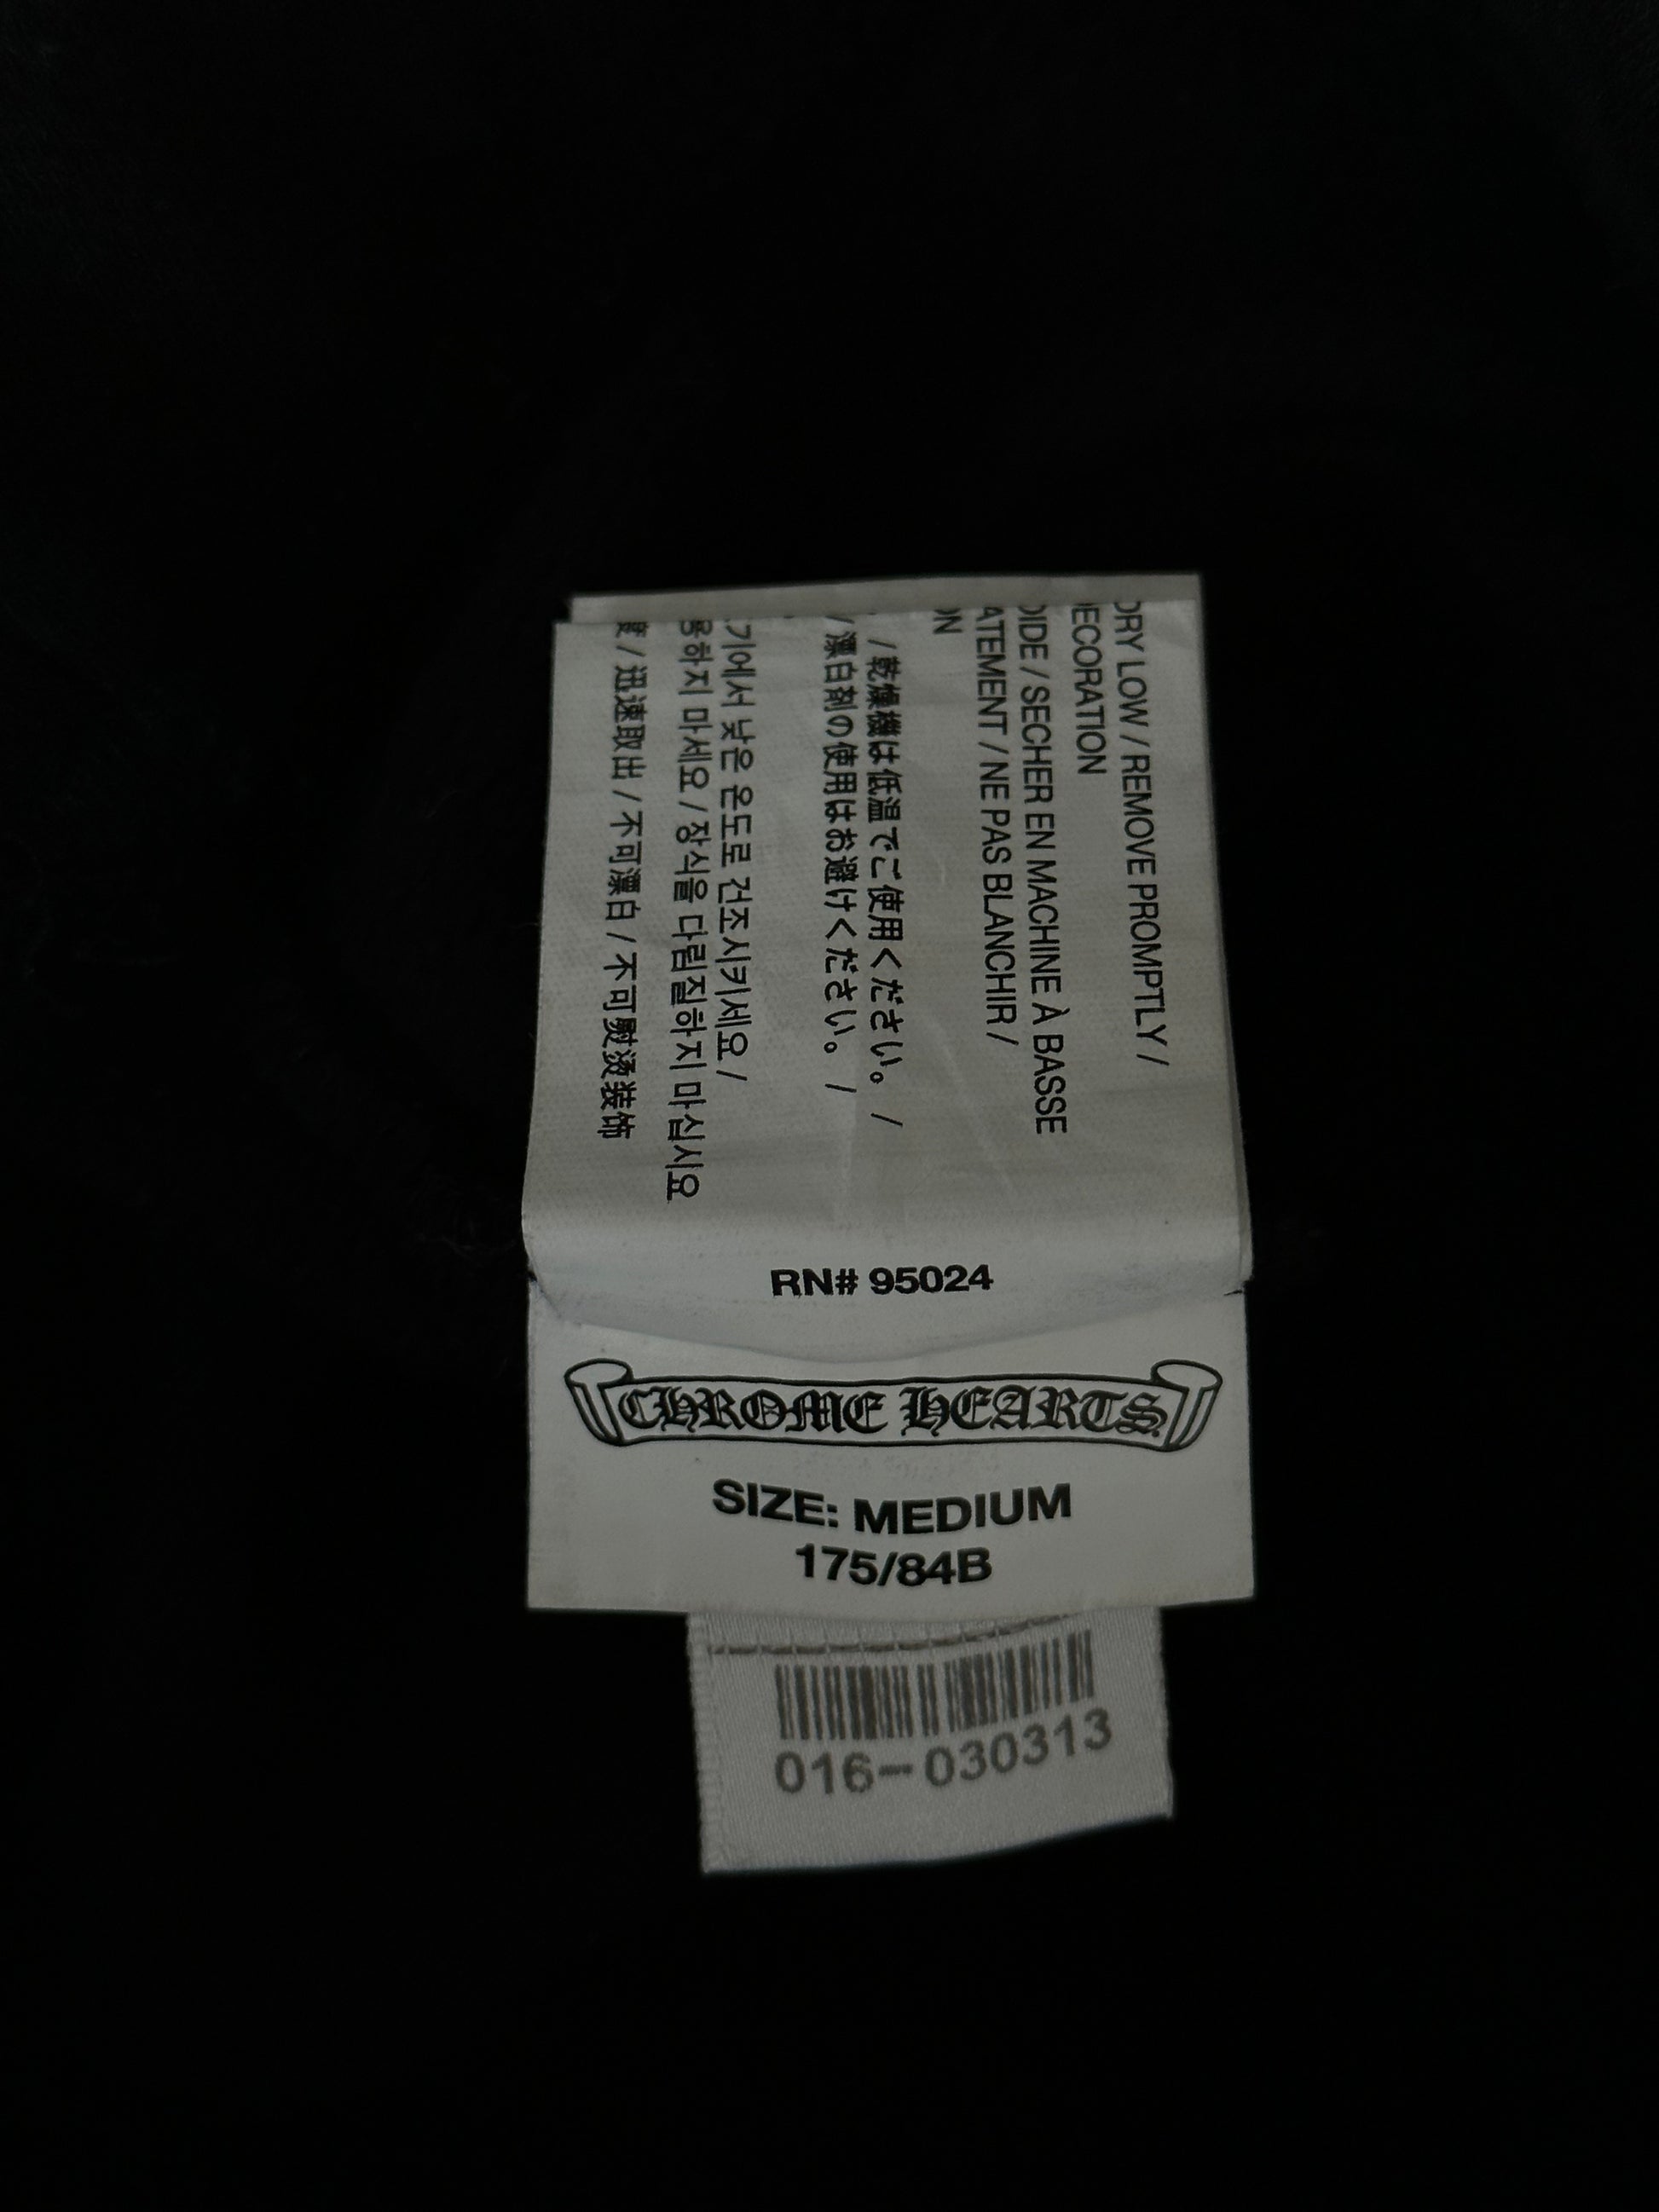 DRY LOW / REMOVE PROMPTLY /
DECORATION
OIDE / SECHER EN MACHINE À BASSE
ATEMENT / NE PAS BLANCHIR /
ON
/ 乾燥機は低温でご使用ください。 /
/ 漂白剤の使用はお避けください。 /
기에서 낮은 온도로 건조시키세요 /
용하지 마세요 / 장식을 다림질하지 마십시요
度 / 迅速取出 / 不可漂白 / 不可熨烫装饰
RN# 95024
CHROME HEARTS
SIZE: MEDIUM
175/84B
016-030313